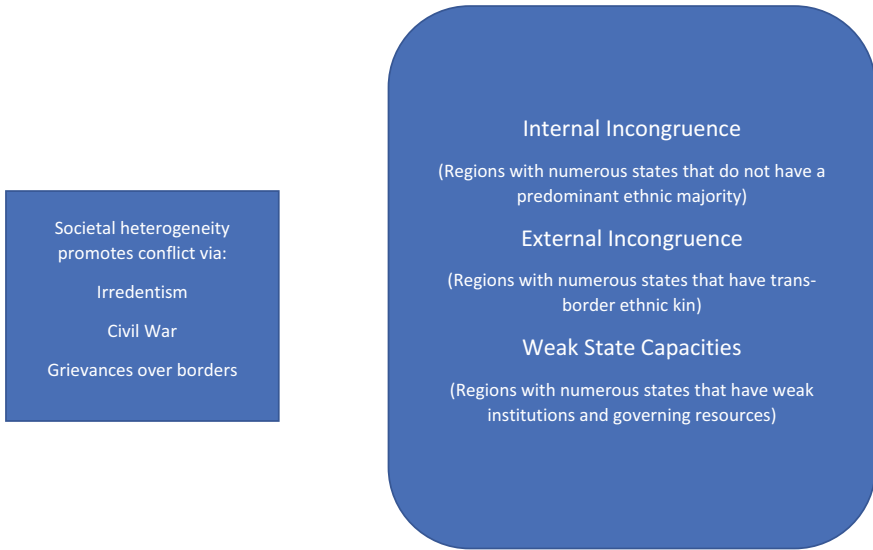 Societal heterogeneity
promotes conflict via:
Irredentism
Civil War
Grievances over borders
Internal Incongruence
(Regions with numerous states that do not have a
predominant ethnic majority)
External Incongruence
(Regions with numerous states that have trans-
border ethnic kin)
Weak State Capacities
(Regions with numerous states that have weak
institutions and governing resources)